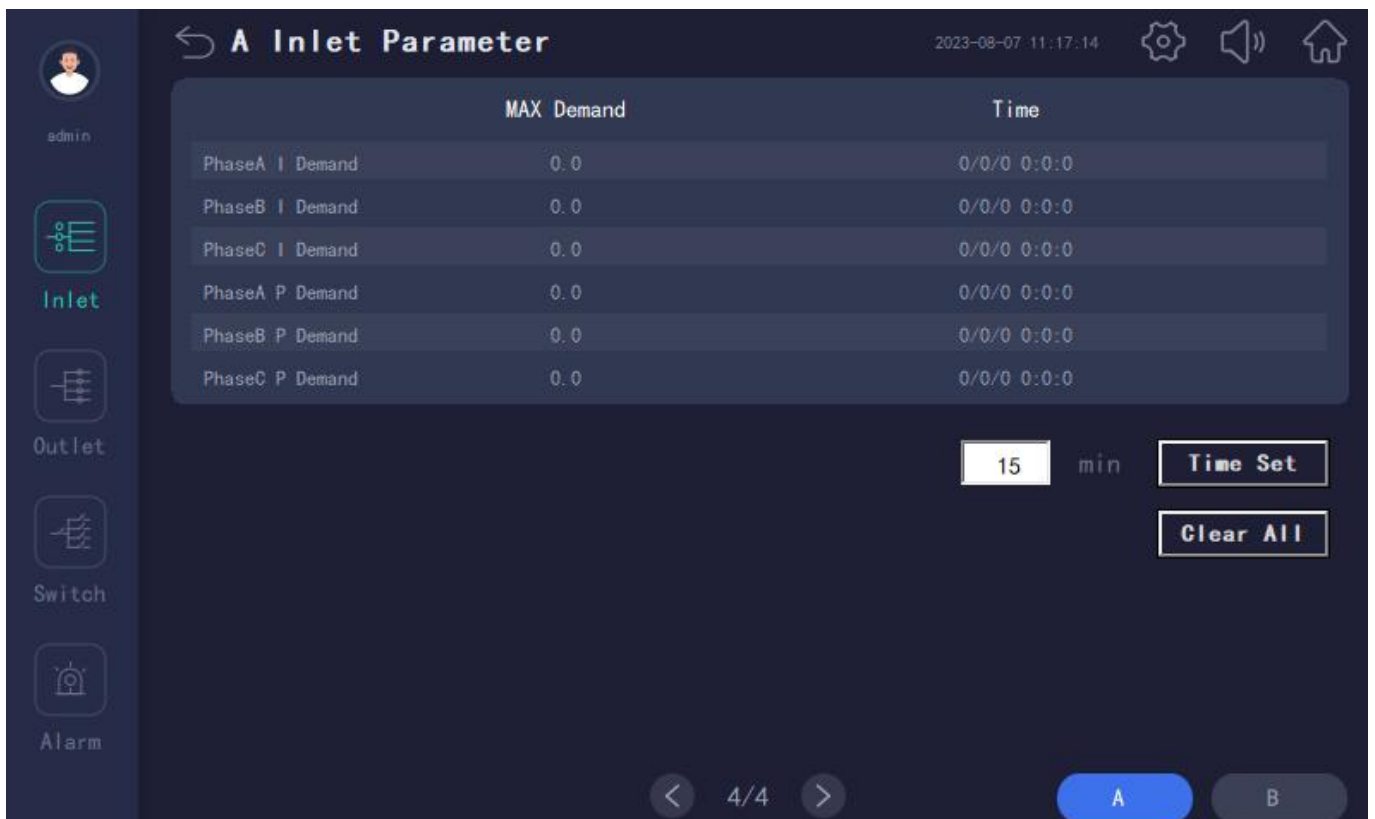 A Inlet Parameter 2023-08-07 11:17:14
admin
MAX Demand Time
PhaseA I Demand 0.0 0/0/0 0:0:0
PhaseB I Demand 0.0 0/0/0 0:0:0
PhaseC I Demand 0.0 0/0/0 0:0:0
PhaseA P Demand 0.0 0/0/0 0:0:0
PhaseB P Demand 0.0 0/0/0 0:0:0
PhaseC P Demand 0.0 0/0/0 0:0:0
Inlet
Outlet
Switch
Alarm
15 min Time Set
Clear All
4/4
A B